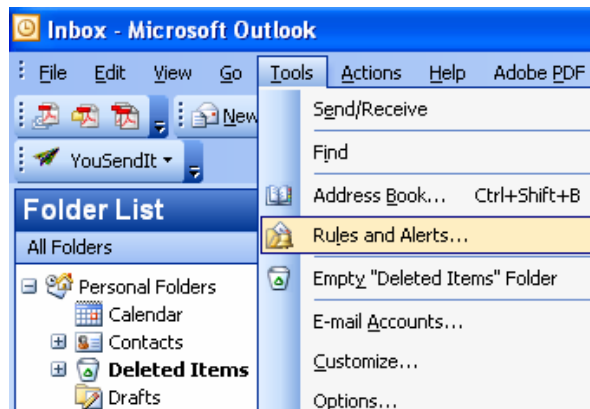 Inbox - Microsoft Outlook
File Edit View Go Tools Actions Help Adobe PDF
New
Send/Receive
YouSendIt
Find
Address Book... Ctrl+Shift+B
Folder List
Rules and Alerts...
All Folders
Empty "Deleted Items" Folder
Personal Folders
E-mail Accounts...
Calendar
Contacts
Customize...
Deleted Items
Drafts
Options...